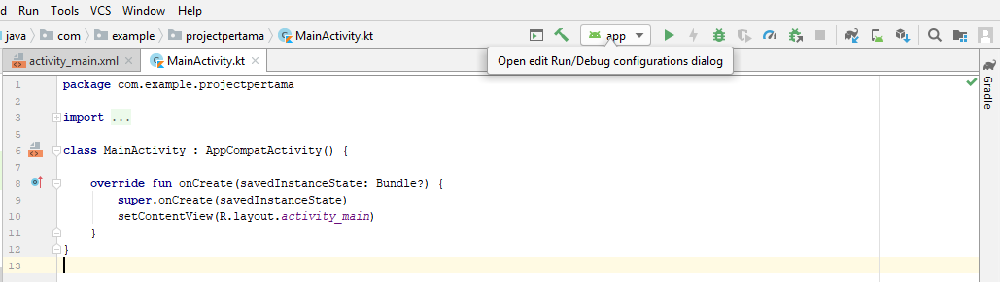 d Run Tools VCS Window Help
java com example projectpertama MainActivity.kt app
Open edit Run/Debug configurations dialog
activity_main.xml MainActivity.kt
Gradle
1 package com.example.projectpertama
2
3 import ...
5
6 class MainActivity : AppCompatActivity() {
7
8 override fun onCreate(savedInstanceState: Bundle?) {
9 super.onCreate(savedInstanceState)
10 setContentView(R.layout.activity_main)
11 }
12 }
13